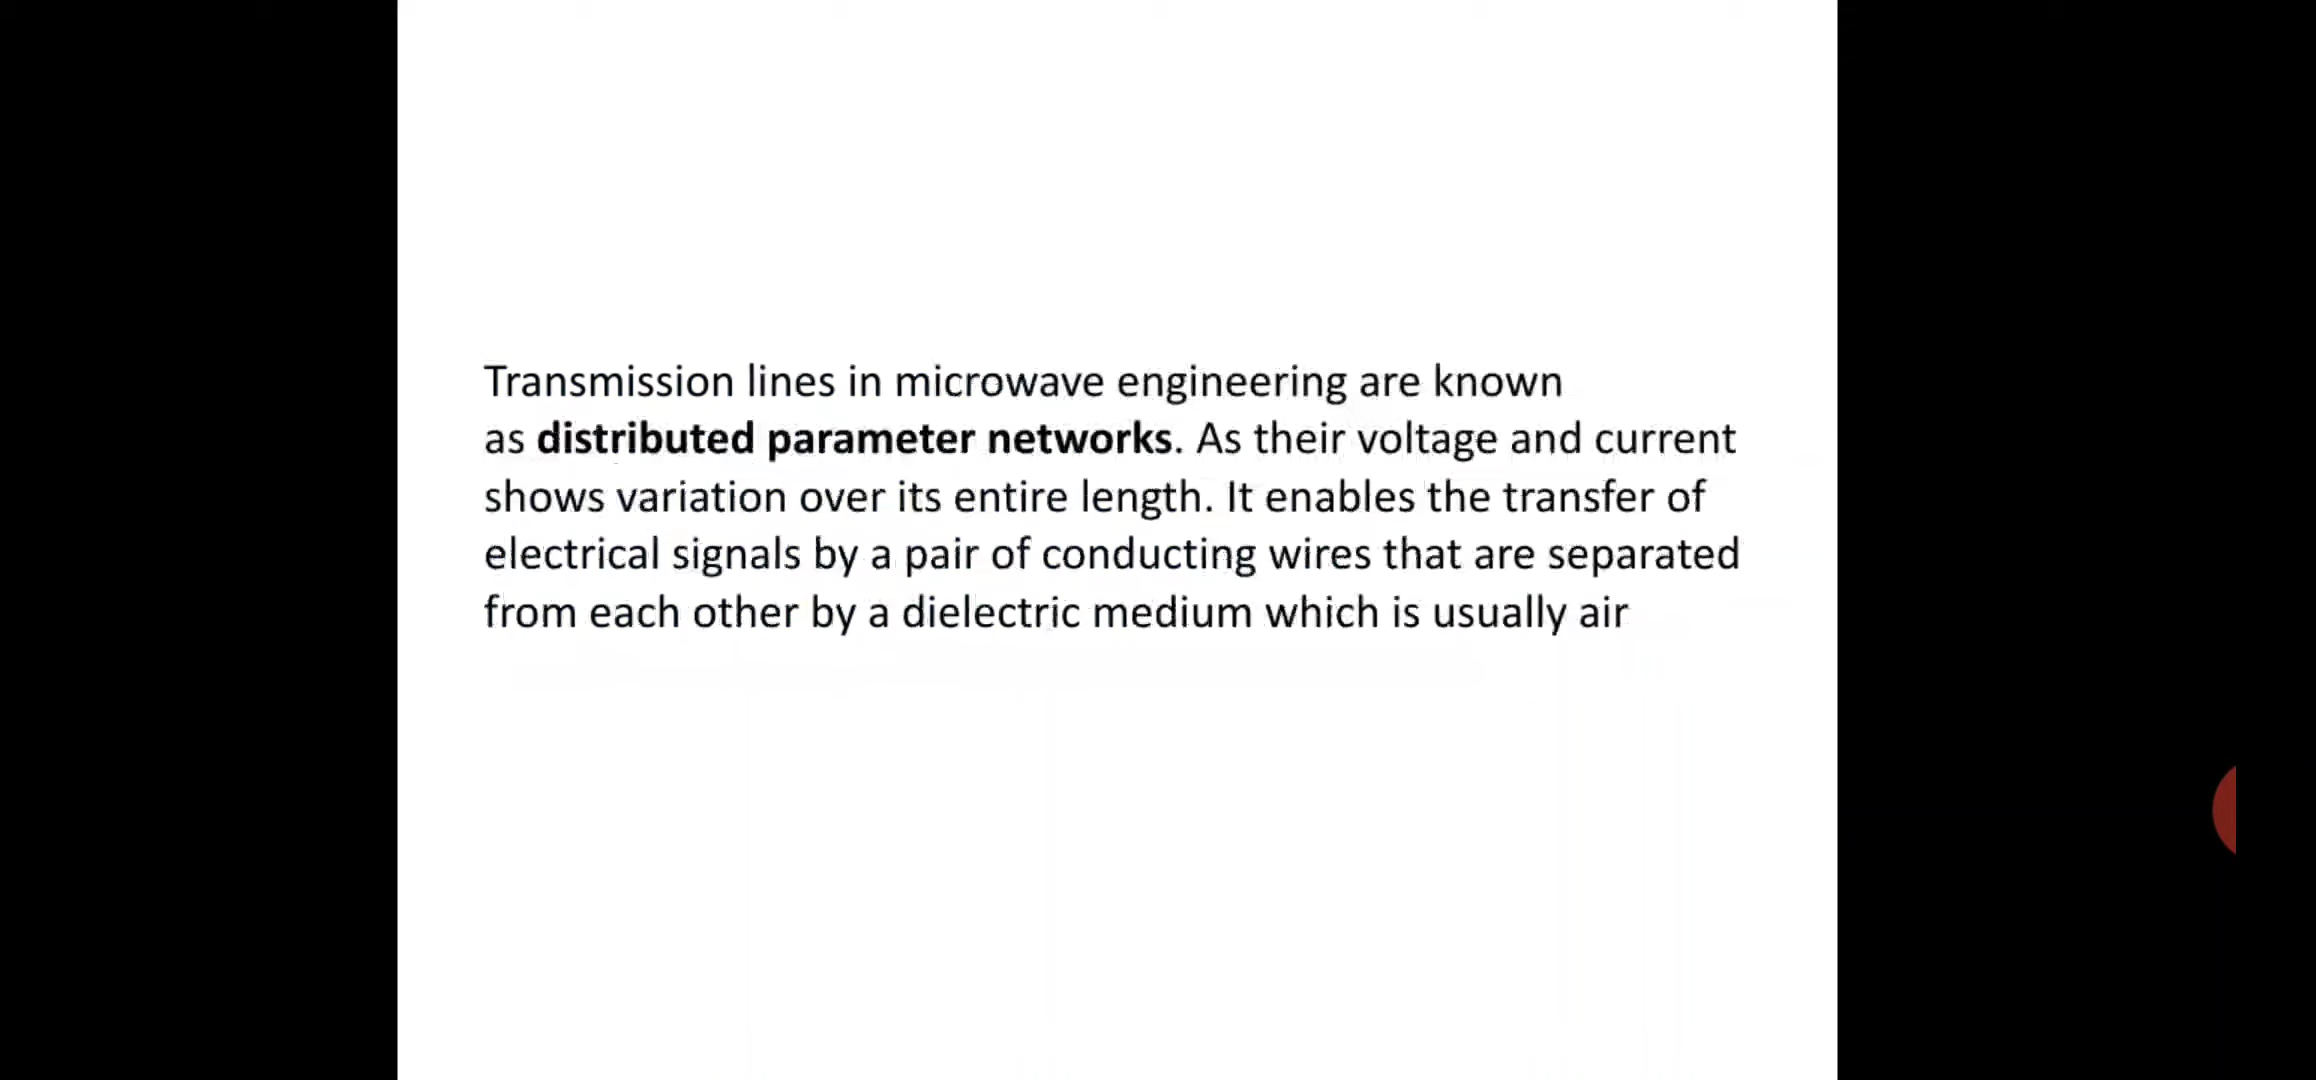 Transmission lines in microwave engineering are known
as distributed parameter networks. As their voltage and current
shows variation over its entire length. It enables the transfer of
electrical signals by a pair of conducting wires that are separated
from each other by a dielectric medium which is usually air